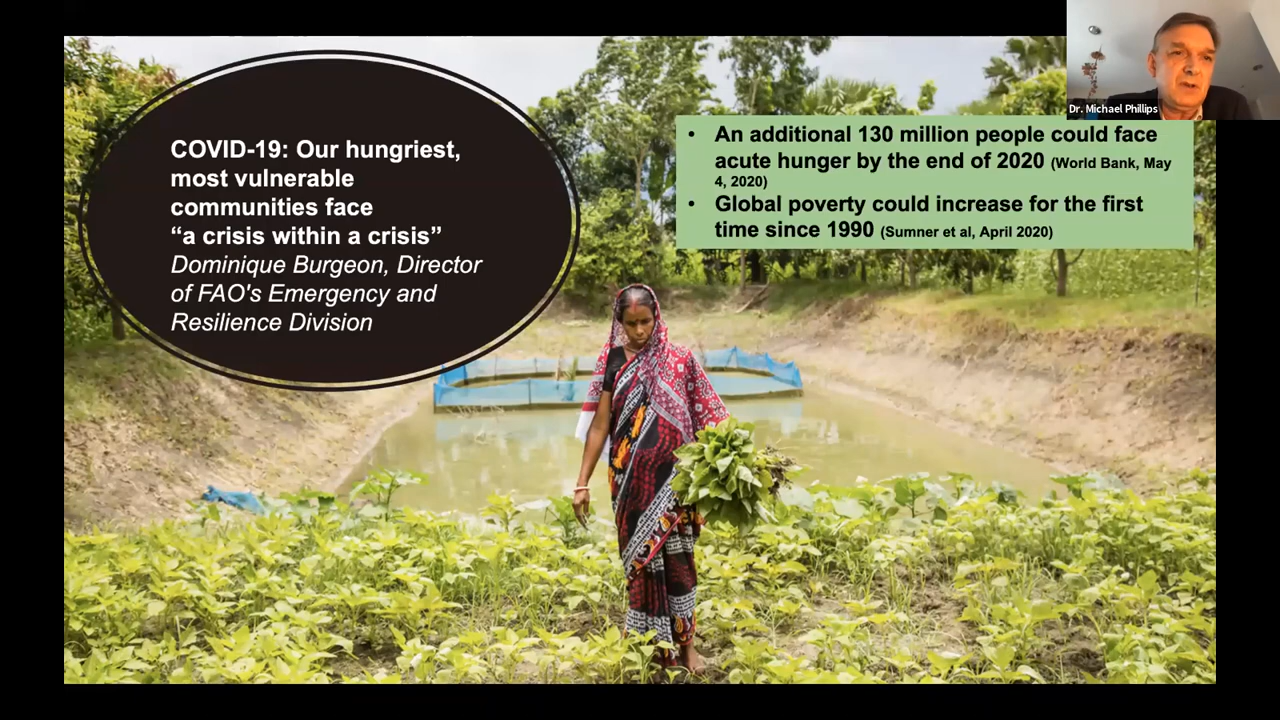 COVID-19: Our hungriest,
most vulnerable
communities face
“a crisis within a crisis”
Dominique Burgeon, Director
of FAO's Emergency and
Resilience Division
Dr. Michael Phillips
• An additional 130 million people could face
acute hunger by the end of 2020 (World Bank, May
4, 2020)
• Global poverty could increase for the first
time since 1990 (Sumner et al, April 2020)